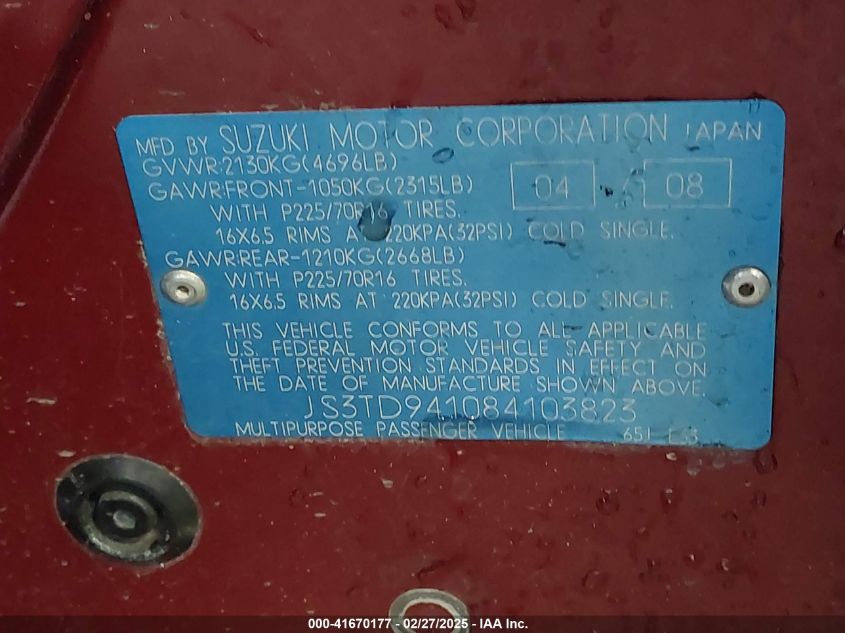 MFD BY SUZUKI MOTOR CORPORATION JAPAN
GVWR:2130KG(4696LB)
GAWR:FRONT-1050KG(2315LB)
04 / 08
WITH P225/70R16 TIRES.
16X6.5 RIMS AT 220KPA(32PSI) COLD SINGLE.
GAWR:REAR-1210KG(2668LB)
WITH P225/70R16 TIRES.
16X6.5 RIMS AT 220KPA(32PSI) COLD SINGLE.
THIS VEHICLE CONFORMS TO ALL APPLICABLE
U.S. FEDERAL MOTOR VEHICLE SAFETY AND
THEFT PREVENTION STANDARDS IN EFFECT ON
THE DATE OF MANUFACTURE SHOWN ABOVE.
JS3TD941084103823
MULTIPURPOSE PASSENGER VEHICLE 65J
000-41670177 - 02/27/2025 - IAA Inc.